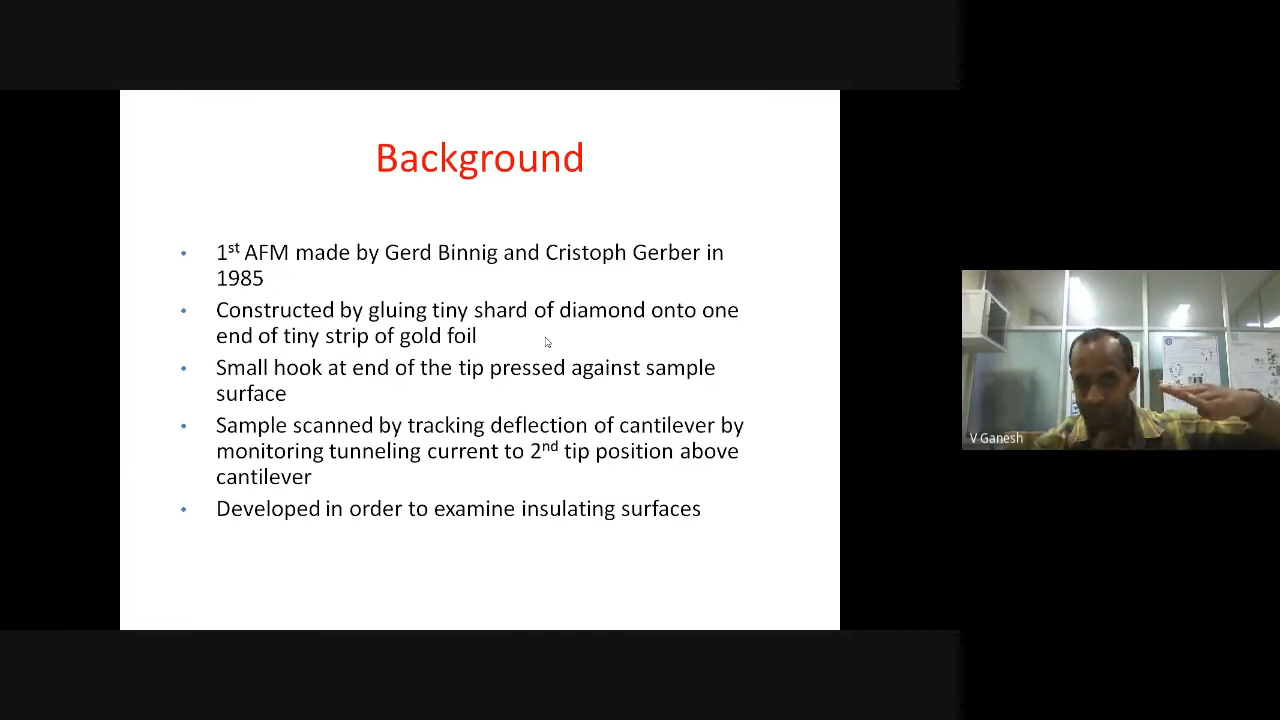 Background
• 1st AFM made by Gerd Binnig and Cristoph Gerber in
1985
• Constructed by gluing tiny shard of diamond onto one
end of tiny strip of gold foil
• Small hook at end of the tip pressed against sample
surface
• Sample scanned by tracking deflection of cantilever by
monitoring tunneling current to 2nd tip position above
cantilever
• Developed in order to examine insulating surfaces
V Ganesh